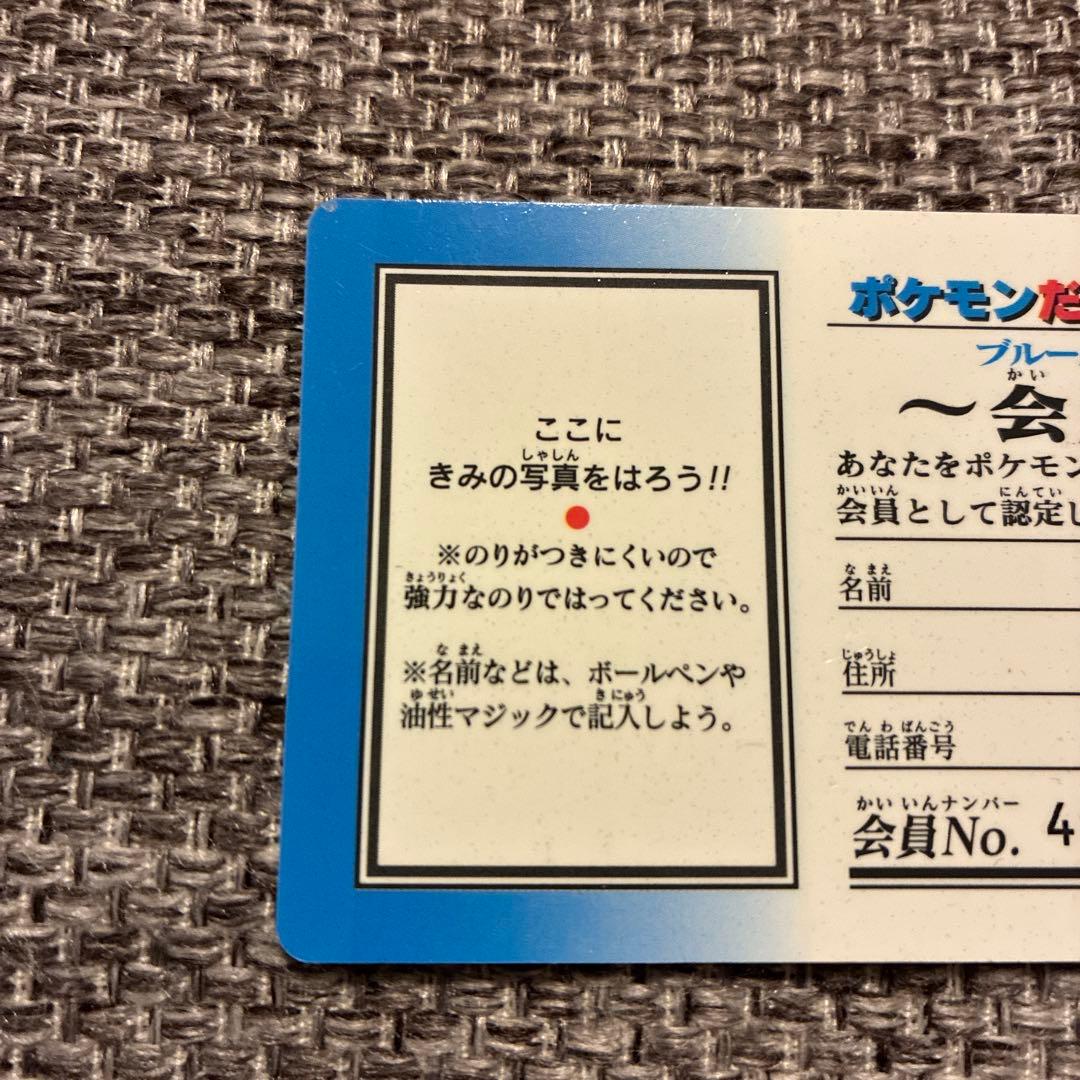 ここに
きみの写真をはろう!!
※のりがつきにくいので
強力なのりではってください。
※名前などは、ボールペンや
油性マジックで記入しよう。
ポケモンだ
ブルー
～会
あなたをポケモン
会員として認定し
名前
住所
電話番号
会員No. 4